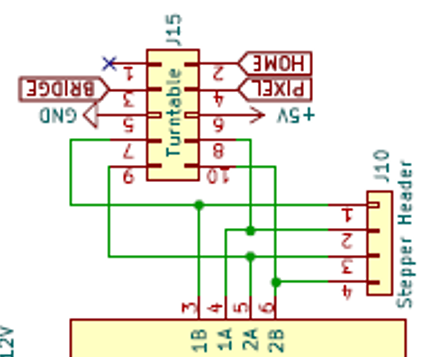 J15
1
2
HOME
BRIDGE
3
4
PIXEL
GND
5
6
+5V
Turntable
7
8
9
10
J10
1
2
3
4
Stepper Header
3
4
5
6
1B
1A
2A
2B
12V